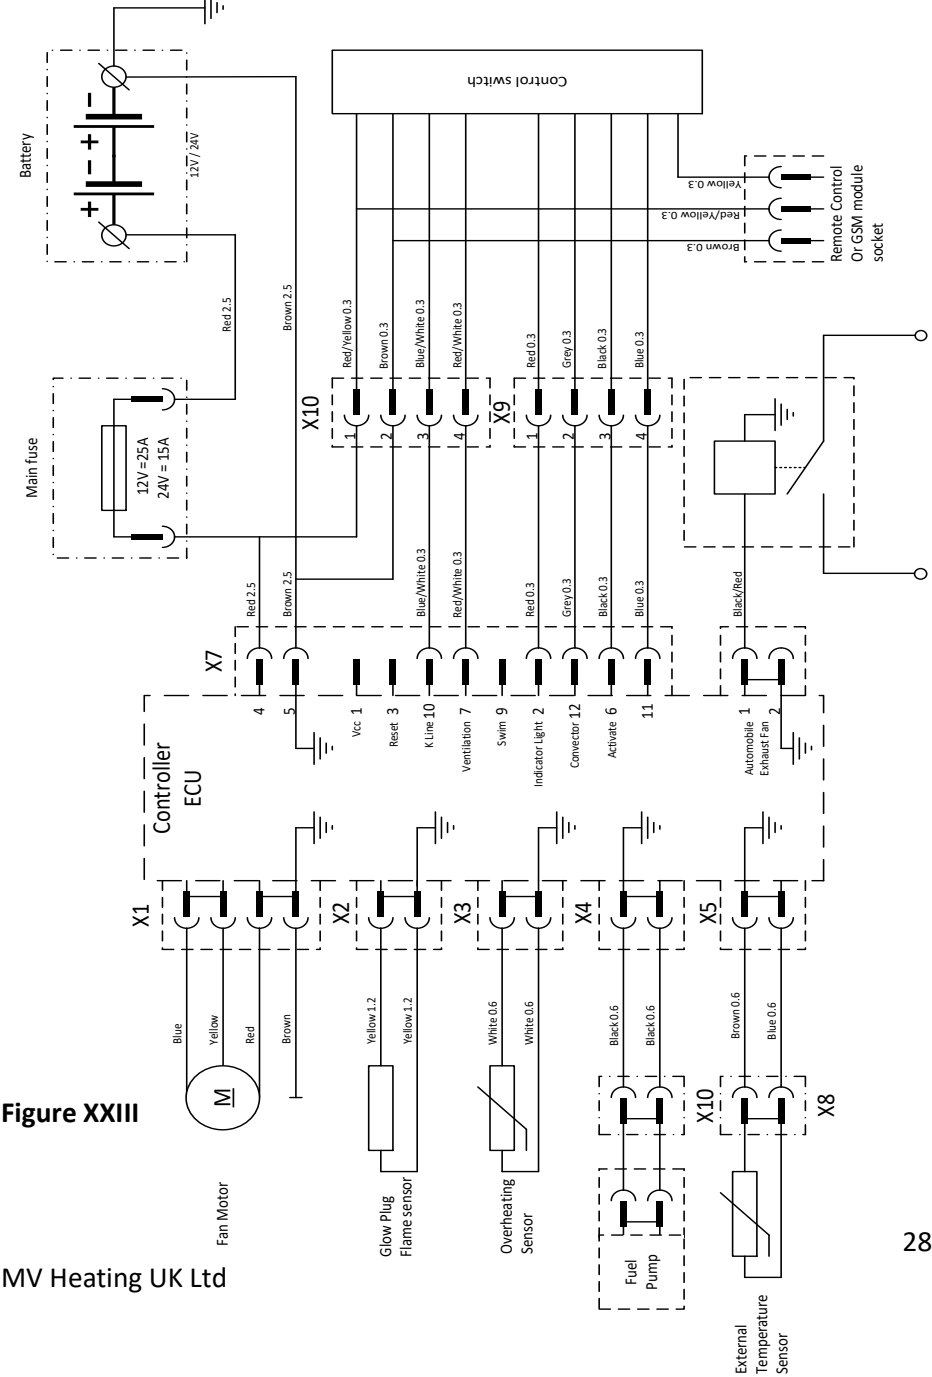 Battery
12V / 24V
Control switch
Yellow 0.3
Red/Yellow 0.3
Brown 0.3
Remote Control
Or GSM module
socket
Red 2.5
Brown 2.5
Main fuse
12V =25A
24V = 15A
X10
Red/Yellow 0.3
Brown 0.3
Blue/White 0.3
Red/White 0.3
1
2
3
4
X9
Red 0.3
Grey 0.3
Black 0.3
Blue 0.3
1
2
3
4
X7
Red 2.5
Brown 2.5
Blue/White 0.3
Red/White 0.3
Red 0.3
Grey 0.3
Black 0.3
Blue 0.3
Black/Red
4
5
Vcc 1
Reset 3
K Line 10
Ventilation 7
Swim 9
Indicator Light 2
Convector 12
Activate 6
11
1
2
Automobile
Exhaust Fan
Controller
ECU
X1
X2
X3
X4
X5
Blue
Yellow
Red
Brown
Yellow 1.2
Yellow 1.2
White 0.6
White 0.6
Black 0.6
Black 0.6
Brown 0.6
Blue 0.6
M
X10
X8
Figure XXIII
Fan Motor
Glow Plug
Flame sensor
Overheating
Sensor
Fuel
Pump
External
Temperature
Sensor
28
MV Heating UK Ltd